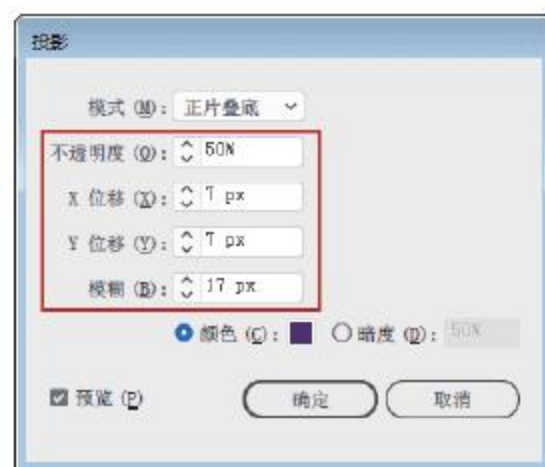 投影
模式 (M): 正片叠底
不透明度 (O): 50%
X 位移 (X): 7 px
Y 位移 (Y): 7 px
模糊 (B): 17 px
颜色 (C): 暗度 (D): 50%
预览 (P) 确定 取消